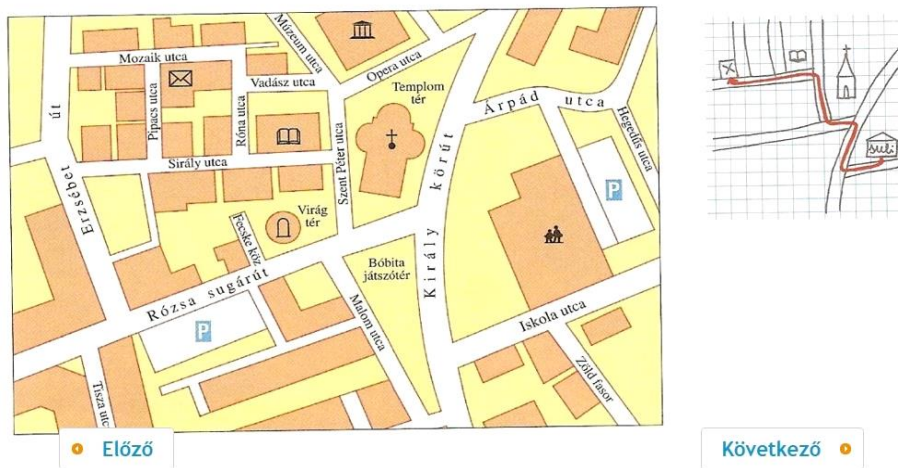 Mozaik utca
Múzeum utca
Opera utca
Vadász utca
Templom
tér
Árpád utca
Hegedűs utca
Pipacs utca
Róna utca
Sirály utca
Szent Péter utca
Erzsébet út
Virág
tér
Fecske köz
Király körút
Bóbita
játszótér
Rózsa sugárút
Malom utca
Iskola utca
Zöld fasor
Tisza utc
P
P
X
suli
Előző
Következő